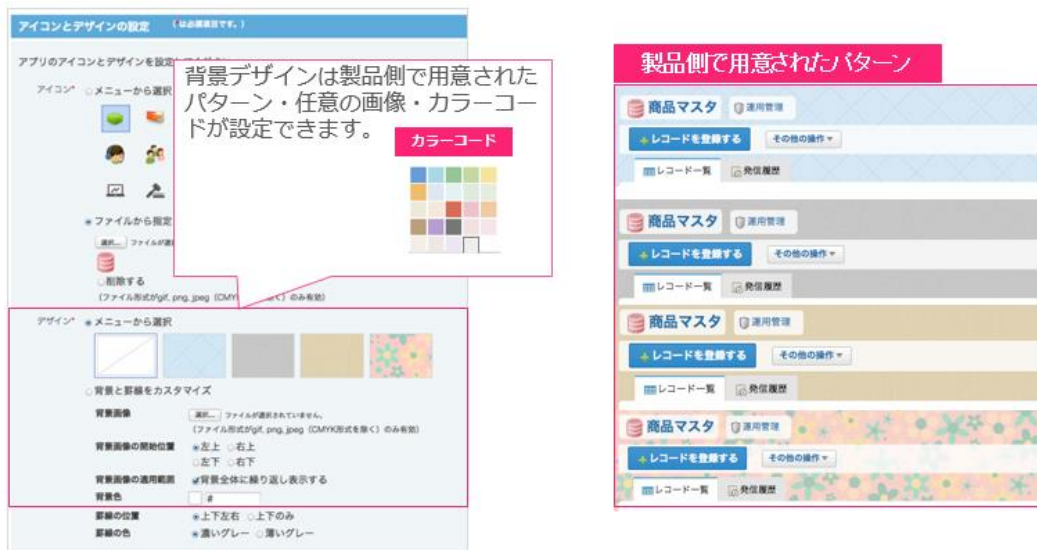 アイコンとデザインの設定 (*は必須項目です。)
アプリのアイコンとデザインを設定
アイコン* メニューから選択
ファイルから指定
選択...
削除する
(ファイル形式がgif, png, jpeg (CMYK
く) のみ有効)
背景デザインは製品側で用意された
パターン・任意の画像・カラーコー
ドが設定できます。
カラーコード
デザイン* メニューから選択
背景と罫線をカスタマイズ
背景画像 選択... ファイルが選択されていません。
(ファイル形式がgif, png, jpeg (CMYK形式を除く) のみ有効)
背景画像の開始位置 左上 右上
左下 右下
背景画像の適用範囲 背景全体に繰り返し表示する
背景色 #
罫線の位置 上下左右 上下のみ
罫線の色 濃いグレー 薄いグレー
製品側で用意されたパターン
商品マスタ 運用管理
+レコードを登録する その他の操作
レコード一覧 発信履歴
商品マスタ 運用管理
+レコードを登録する その他の操作
レコード一覧 発信履歴
商品マスタ 運用管理
+レコードを登録する その他の操作
レコード一覧 発信履歴
商品マスタ 運用管理
+レコードを登録する その他の操作
レコード一覧 発信履歴